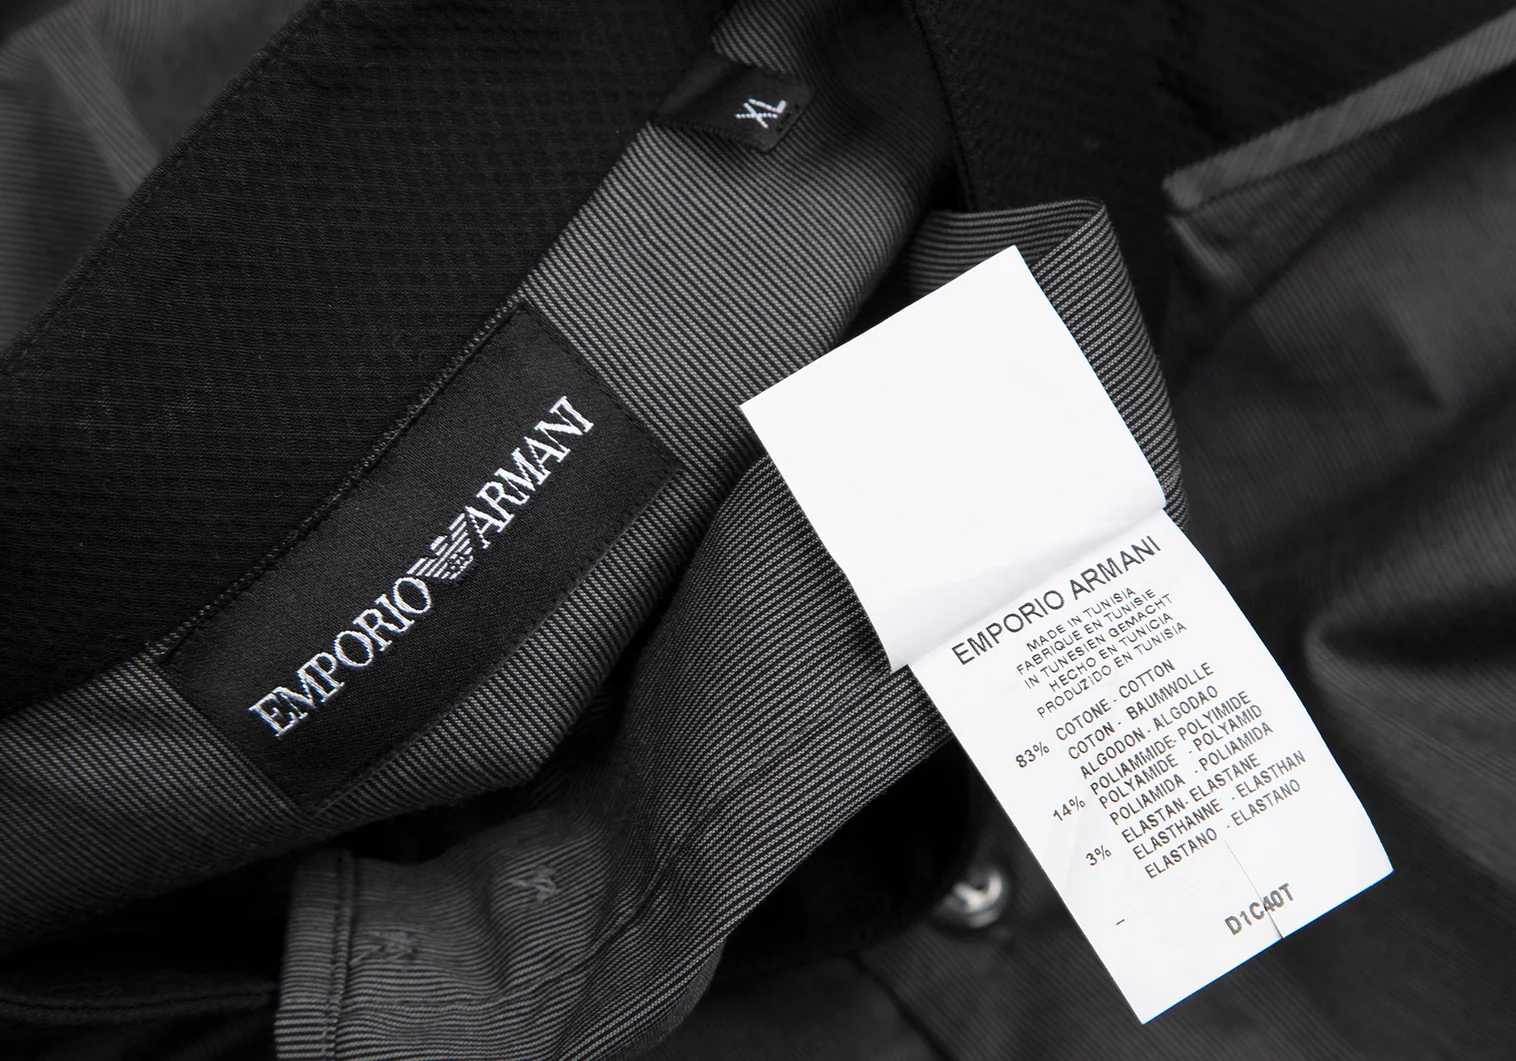 XL
EMPORIO ARMANI
EMPORIO ARMANI
MADE IN TUNISIA
FABRIQUE EN TUNISIE
IN TUNESIEN GEMACHT
HECHO EN TUNICIA
PRODUZIDO EN TUNISIA
83% COTONE - COTTON
COTON - BAUMWOLLE
ALGODON - ALGODAO
14% POLIAMMIDE - POLYIMIDE
POLYAMIDE - POLYAMID
POLIAMIDA - POLIAMIDA
3% ELASTAN - ELASTANE
ELASTHANNE - ELASTHAN
ELASTANO - ELASTANO
-
D1C40T